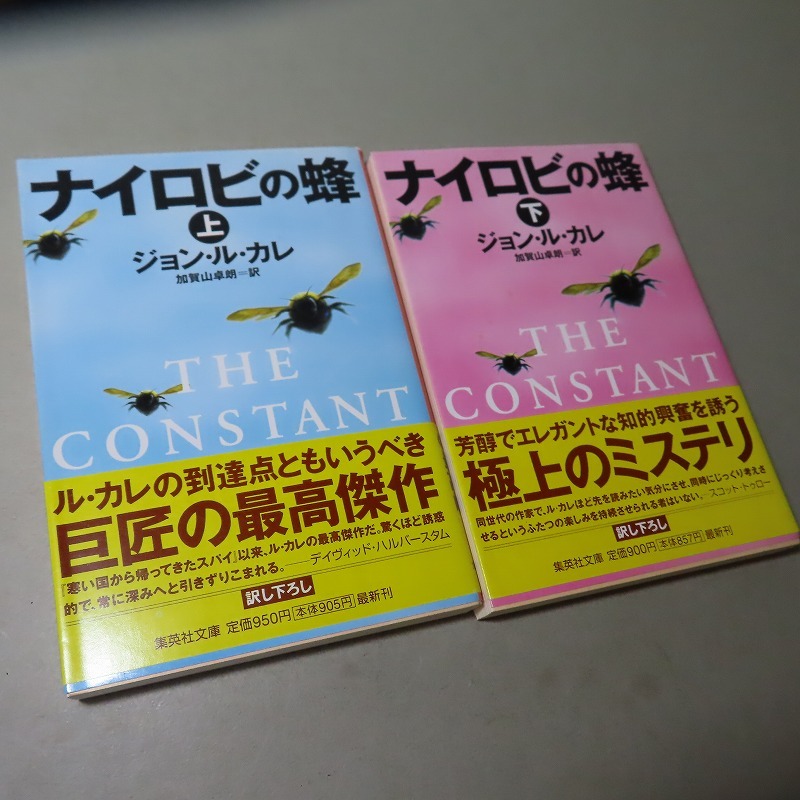 ナイロビの蜂
上
ジョン・ル・カレ
加賀山卓朗＝訳
THE
CONSTANT
ル・カレの到達点ともいうべき
巨匠の最高傑作
『寒い国から帰ってきたスパイ』以来、ル・カレの最高傑作だ。驚くほど誘惑
的で、常に深みへと引きずりこまれる。
デイヴィッド・ハルバースタム
訳し下ろし
集英社文庫 定価950円 本体905円 最新刊
ナイロビの蜂
下
ジョン・ル・カレ
加賀山卓朗＝訳
THE
CONSTANT
芳醇でエレガントな知的興奮を誘う
極上のミステリ
同世代の作家で、ル・カレほど先を読みたい気分にさせ、同時にじっくり考えさ
せるというふたつの楽しみを持続させられる者はいない。—スコット・トゥロー
訳し下ろし
集英社文庫 定価900円 本体857円 最新刊